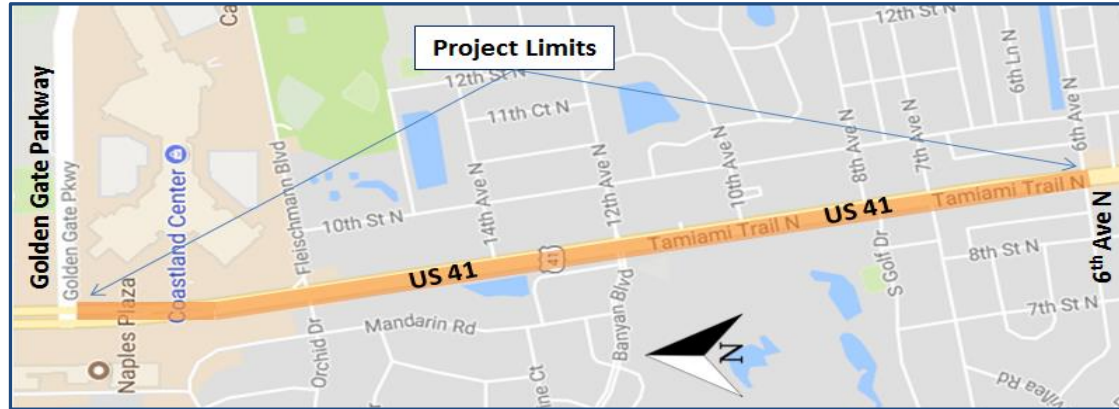 Project Limits
Golden Gate Parkway
Golden Gate Pkwy
Naples Plaza
Coastland Center
Ca
Fleischmann Blvd
Orchid Dr
12th St N
11th Ct N
10th St N
14th Ave N
12th Ave N
10th Ave N
8th Ave N
7th Ave N
12th St N
6th Ln N
6th Ave N
6th Ave N
US 41
41
Tamiami Trail N
US 41
Tamiami Trail N
Mandarin Rd
ine Ct
Banyan Blvd
S Golf Dr
8th St N
7th St N
N